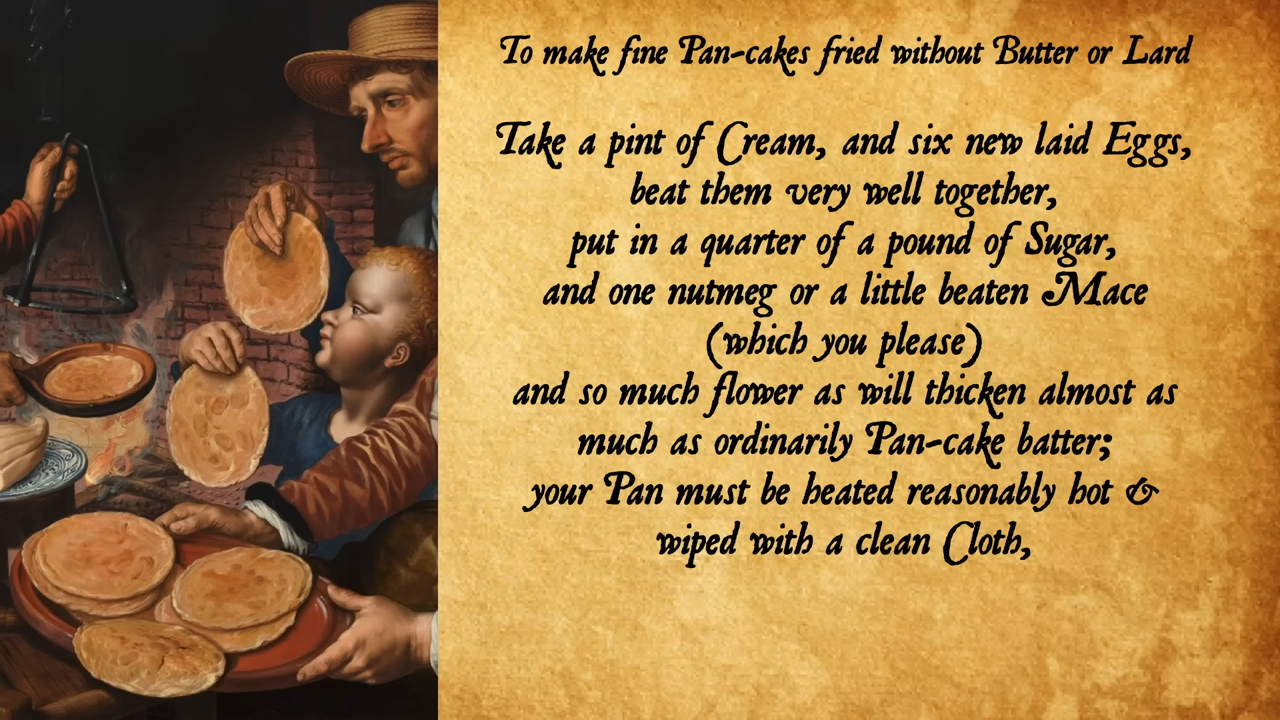 To make fine Pan-cakes fried without Butter or Lard
Take a pint of Cream, and six new laid Eggs,
beat them very well together,
put in a quarter of a pound of Sugar,
and one nutmeg or a little beaten Mace
(which you please)
and so much flower as will thicken almost as
much as ordinarily Pan-cake batter;
your Pan must be heated reasonably hot &
wiped with a clean Cloth,